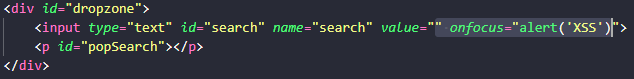 <div id="dropzone">
<input type="text" id="search" name="search" value="" onfocus="alert('XSS')">
<p id="popSearch"></p>
</div>